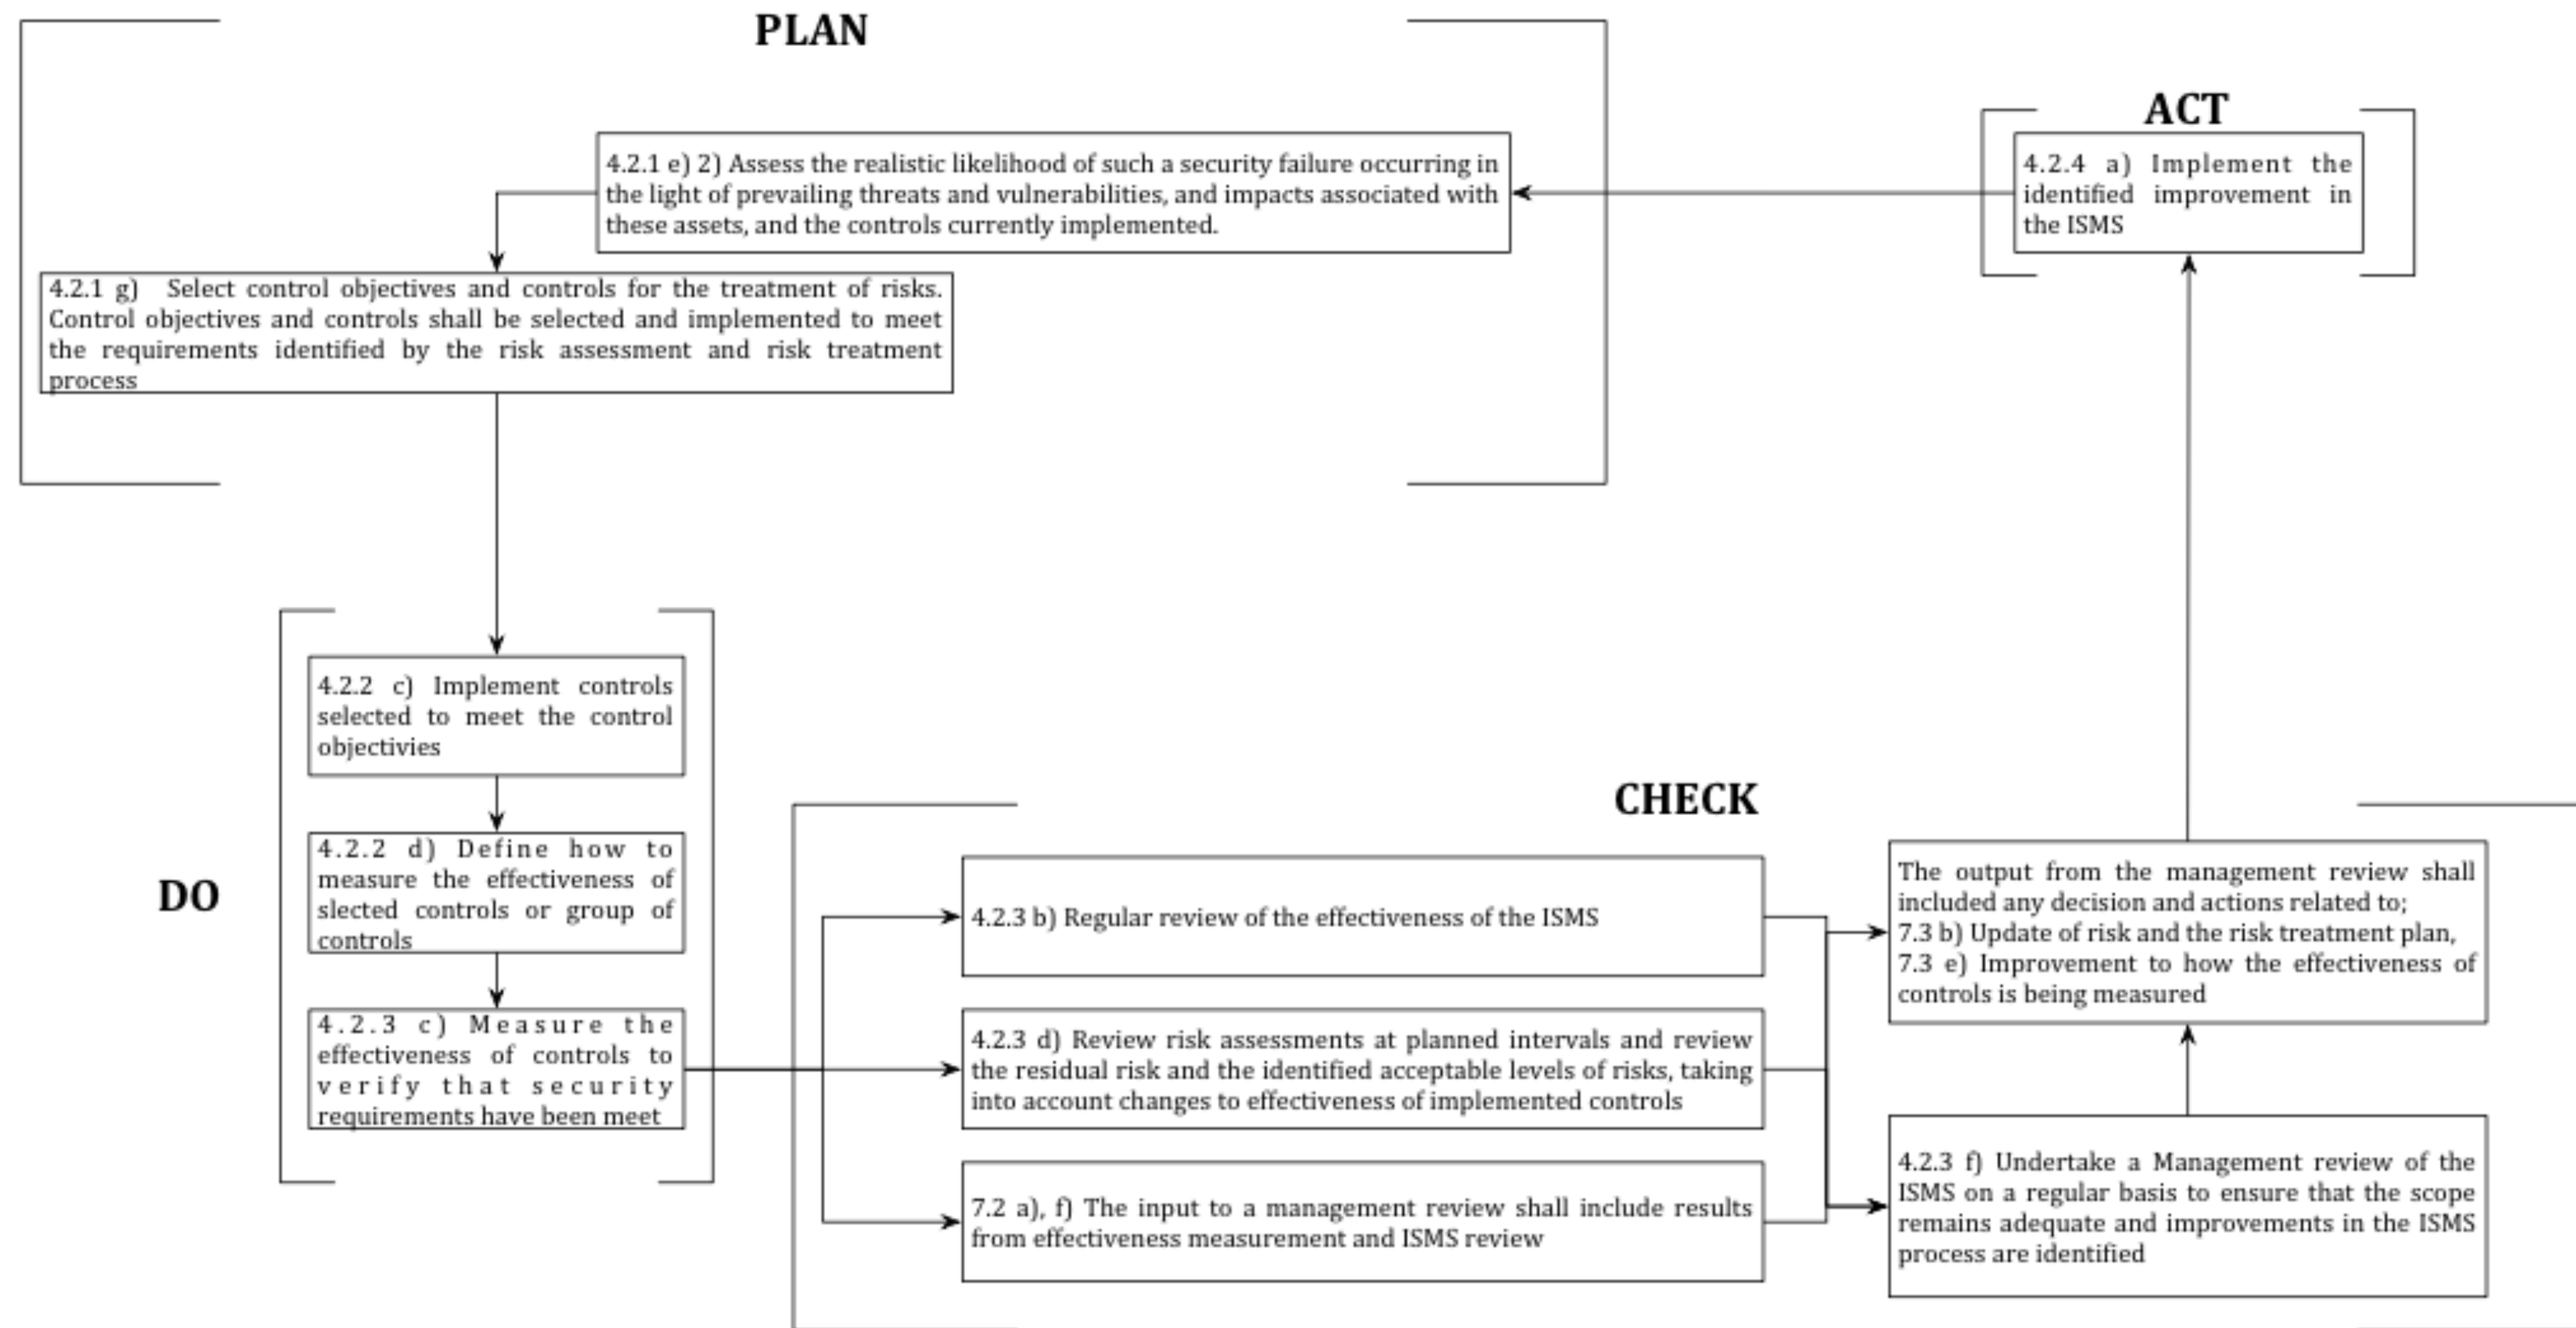 PLAN
4.2.1 e) 2) Assess the realistic likelihood of such a security failure occurring in
the light of prevailing threats and vulnerabilities, and impacts associated with
these assets, and the controls currently implemented.
4.2.1 g) Select control objectives and controls for the treatment of risks.
Control objectives and controls shall be selected and implemented to meet
the requirements identified by the risk assessment and risk treatment
process
DO
4.2.2 c) Implement controls
selected to meet the control
objectivies
4.2.2 d) Define how to
measure the effectiveness of
slected controls or group of
controls
4.2.3 c) Measure the
effectiveness of controls to
verify that security
requirements have been meet
CHECK
4.2.3 b) Regular review of the effectiveness of the ISMS
4.2.3 d) Review risk assessments at planned intervals and review
the residual risk and the identified acceptable levels of risks, taking
into account changes to effectiveness of implemented controls
7.2 a), f) The input to a management review shall include results
from effectiveness measurement and ISMS review
The output from the management review shall
included any decision and actions related to;
7.3 b) Update of risk and the risk treatment plan,
7.3 e) Improvement to how the effectiveness of
controls is being measured
4.2.3 f) Undertake a Management review of the
ISMS on a regular basis to ensure that the scope
remains adequate and improvements in the ISMS
process are identified
ACT
4.2.4 a) Implement the
identified improvement in
the ISMS